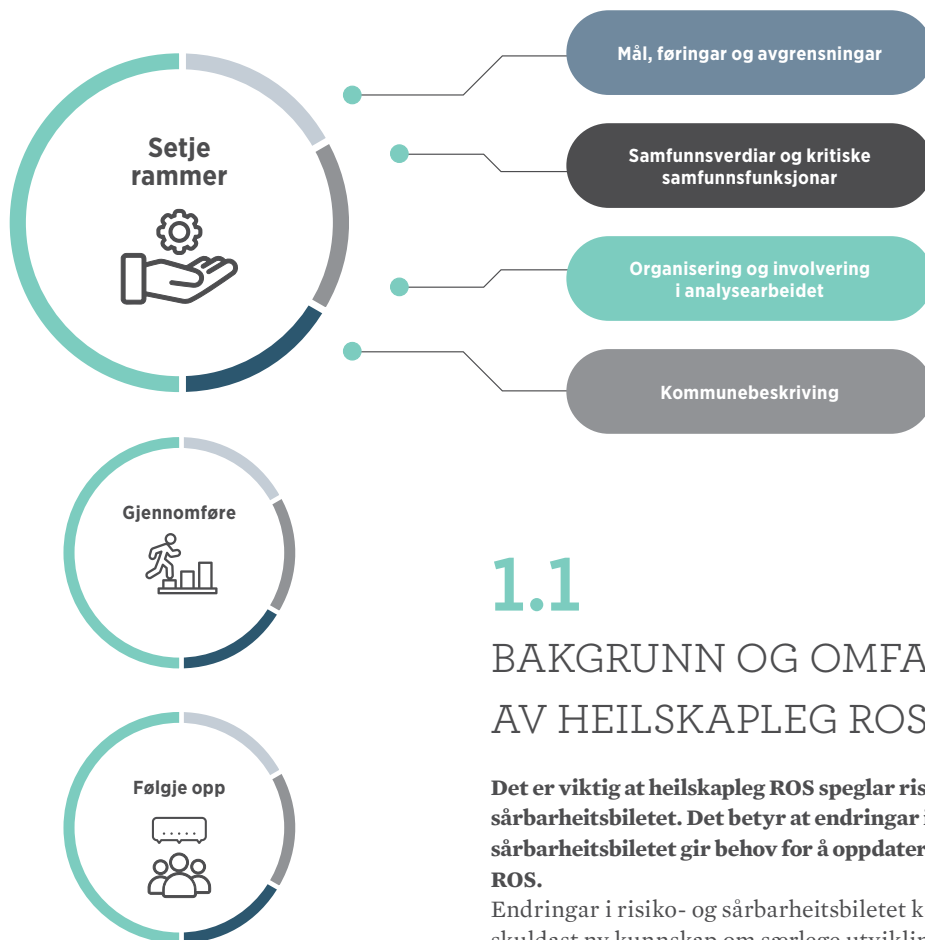 Setje
rammer
Mål, føringar og avgrensningar
Samfunnsverdiar og kritiske
samfunnsfunksjonar
Organisering og involvering
i analysearbeidet
Kommunebeskriving
Gjennomføre
Følgje opp
1.1
BAKGRUNN OG OMFA
AV HEILSKAPLEG ROS
Det er viktig at heilskapleg ROS speglar ris
sårbarheitsbiletet. Det betyr at endringar i
sårbarheitsbiletet gir behov for å oppdater
ROS.
Endringar i risiko- og sårbarheitsbiletet k